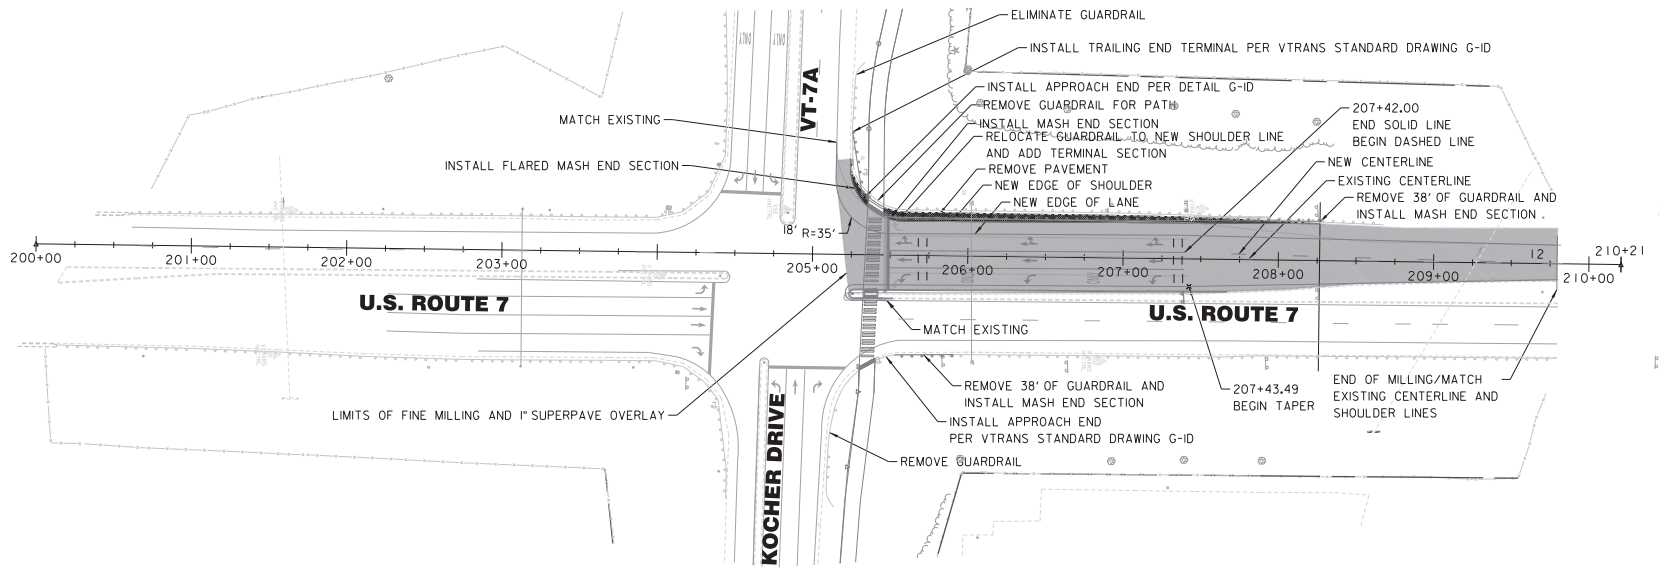 ELIMINATE GUARDRAIL
INSTALL TRAILING END TERMINAL PER VTRANS STANDARD DRAWING G-1D
INSTALL APPROACH END PER DETAIL G-1D
REMOVE GUARDRAIL FOR PATH
INSTALL MASH END SECTION
RELOCATE GUARDRAIL TO NEW SHOULDER LINE
AND ADD TERMINAL SECTION
REMOVE PAVEMENT
NEW EDGE OF SHOULDER
NEW EDGE OF LANE
207+42.00
END SOLID LINE
BEGIN DASHED LINE
NEW CENTERLINE
EXISTING CENTERLINE
REMOVE 38' OF GUARDRAIL AND
INSTALL MASH END SECTION
ONLY
ONLY
VT-7A
MATCH EXISTING
INSTALL FLARED MASH END SECTION
18' R=35'
200+00
201+00
202+00
203+00
205+00
206+00
207+00
208+00
209+00
12
210+00
210+21
U.S. ROUTE 7
U.S. ROUTE 7
MATCH EXISTING
207+43.49
BEGIN TAPER
END OF MILLING/MATCH
EXISTING CENTERLINE AND
SHOULDER LINES
REMOVE 38' OF GUARDRAIL AND
INSTALL MASH END SECTION
LIMITS OF FINE MILLING AND 1" SUPERPAVE OVERLAY
INSTALL APPROACH END
PER VTRANS STANDARD DRAWING G-1D
REMOVE GUARDRAIL
KOCHER DRIVE